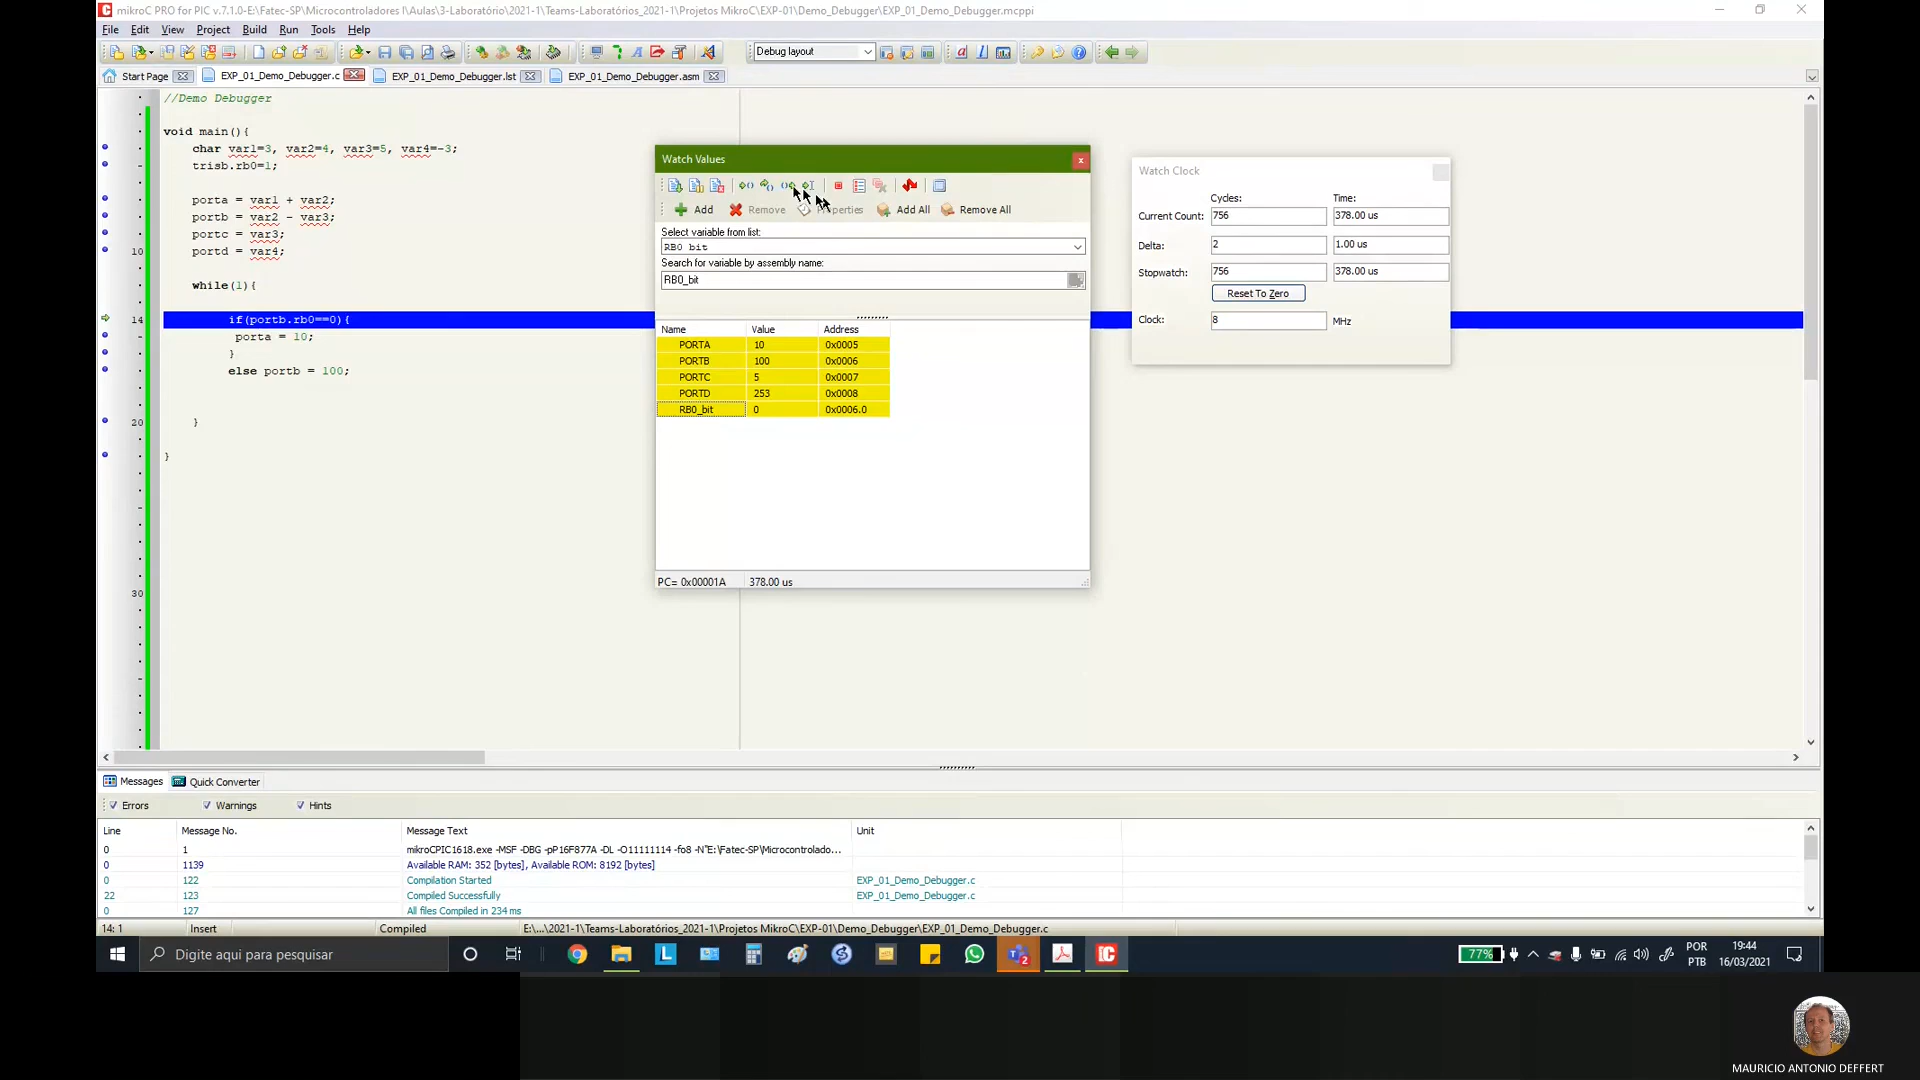 mikroC PRO for PIC v.7.1.0-E:\Fatec-SP\Microcontroladores I\Aulas\3-Laboratório\2021-1\Teams-Laboratórios_2021-1\Projetos MikroC\EXP-01\Demo_Debugger\EXP_01_Demo_Debugger.mcppi
File Edit View Project Build Run Tools Help
Debug layout
Start Page EXP_01_Demo_Debugger.c EXP_01_Demo_Debugger.lst EXP_01_Demo_Debugger.asm
//Demo Debugger
void main(){
char var1=3, var2=4, var3=5, var4=-3;
trisb.rb0=1;
porta = var1 + var2;
portb = var2 - var3;
portc = var3;
10 portd = var4;
while(1){
14 if(portb.rb0==0){
porta = 10;
}
else portb = 100;
20 }
}
30
Watch Values
Add Remove Properties Add All Remove All
Select variable from list:
RB0 bit
Search for variable by assembly name:
RB0_bit
Name Value Address
PORTA 10 0x0005
PORTB 100 0x0006
PORTC 5 0x0007
PORTD 253 0x0008
RB0_bit 0 0x0006.0
PC= 0x00001A 378.00 us
Watch Clock
Cycles: Time:
Current Count: 756 378.00 us
Delta: 2 1.00 us
Stopwatch: 756 378.00 us
Reset To Zero
Clock: 8 MHz
Messages Quick Converter
Errors Warnings Hints
Line Message No. Message Text Unit
0 1 mikroCPIC1618.exe -MSF -DBG -pP16F877A -DL -O11111114 -fo8 -N"E:\Fatec-SP\Microcontrolado...
0 1139 Available RAM: 352 [bytes], Available ROM: 8192 [bytes]
0 122 Compilation Started EXP_01_Demo_Debugger.c
22 123 Compiled Successfully EXP_01_Demo_Debugger.c
0 127 All files Compiled in 234 ms
14: 1 Insert Compiled E:\...\2021-1\Teams-Laboratórios_2021-1\Projetos MikroC\EXP-01\Demo_Debugger\EXP_01_Demo_Debugger.c
Digite aqui para pesquisar
77%
POR
PTB
19:44
16/03/2021
MAURICIO ANTONIO DEFFERT